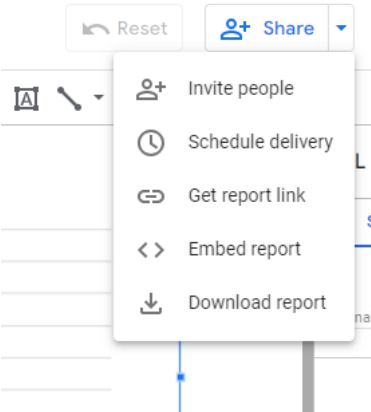 Reset
Share
A
Invite people
Schedule delivery
Get report link
Embed report
Download report